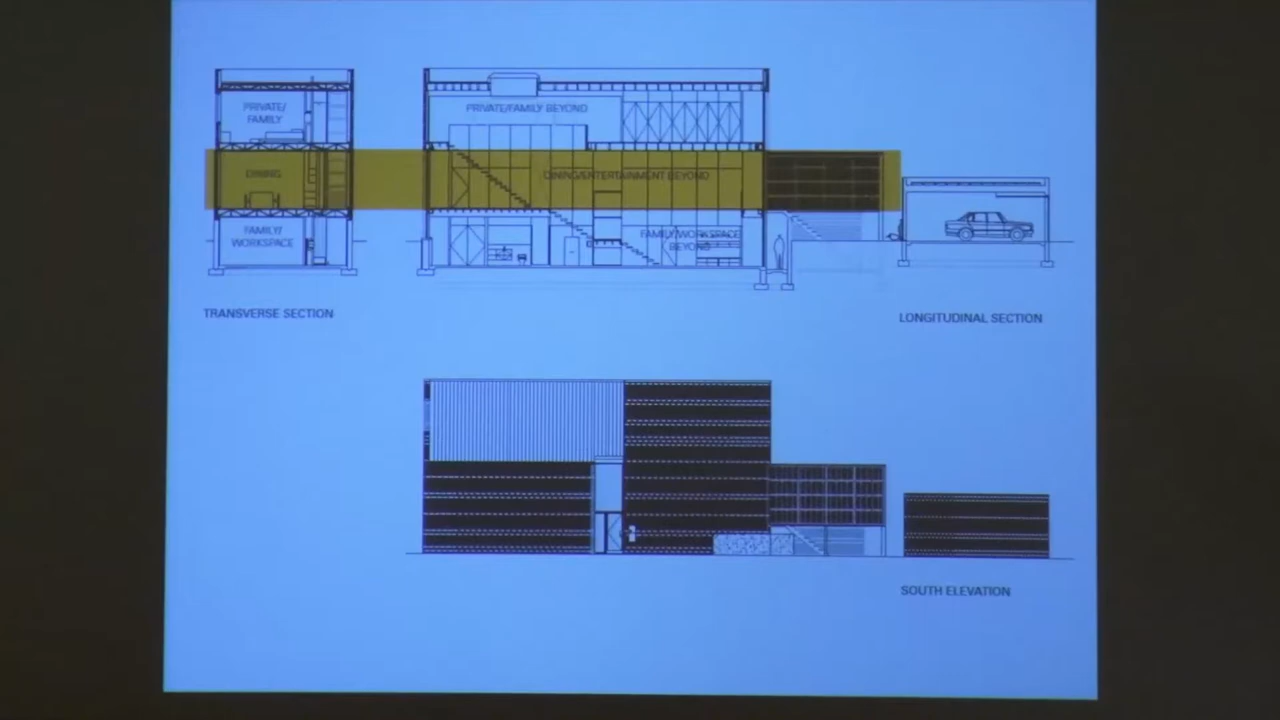 PRIVATE/
FAMILY
PRIVATE/FAMILY BEYOND
DINING
DINING/ENTERTAINMENT BEYOND
FAMILY/
WORKSPACE
FAMILY/WORKSPACE
BEYOND
TRANSVERSE SECTION
LONGITUDINAL SECTION
SOUTH ELEVATION